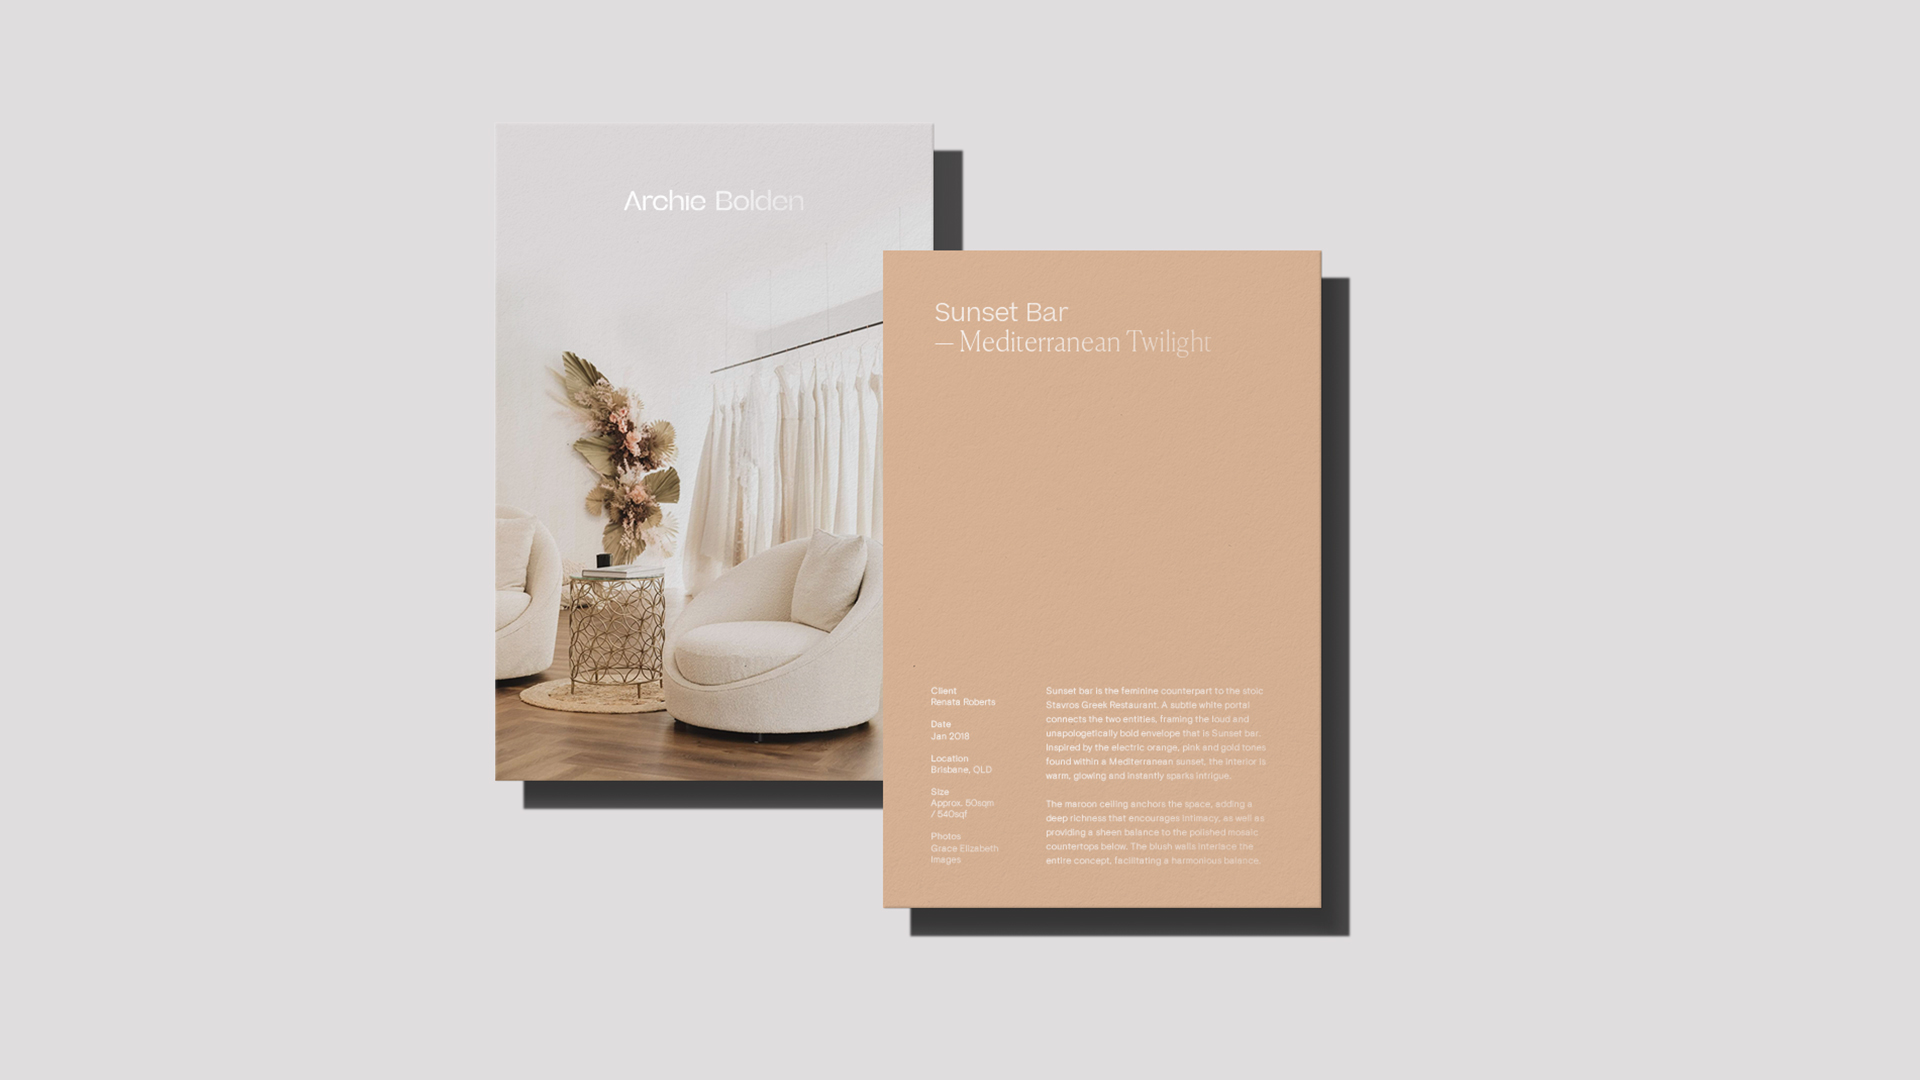 Archie Bolden
Sunset Bar
— Mediterranean Twilight
Client
Renata Roberts
Date
Jan 2018
Location
Brisbane, QLD
Size
Approx. 50sqm
/ 540sqf
Photos
Grace Elizabeth
Images
Sunset bar is the feminine counterpart to the stoic
Stavros Greek Restaurant. A subtle white portal
connects the two entities, framing the loud and
unapologetically bold envelope that is Sunset bar.
Inspired by the electric orange, pink and gold tones
found within a Mediterranean sunset, the interior is
warm, glowing and instantly sparks intrigue.
The maroon ceiling anchors the space, adding a
deep richness that encourages intimacy, as well as
providing a sheen balance to the polished mosaic
countertops below. The blush walls interlace the
entire concept, facilitating a harmonious balance.